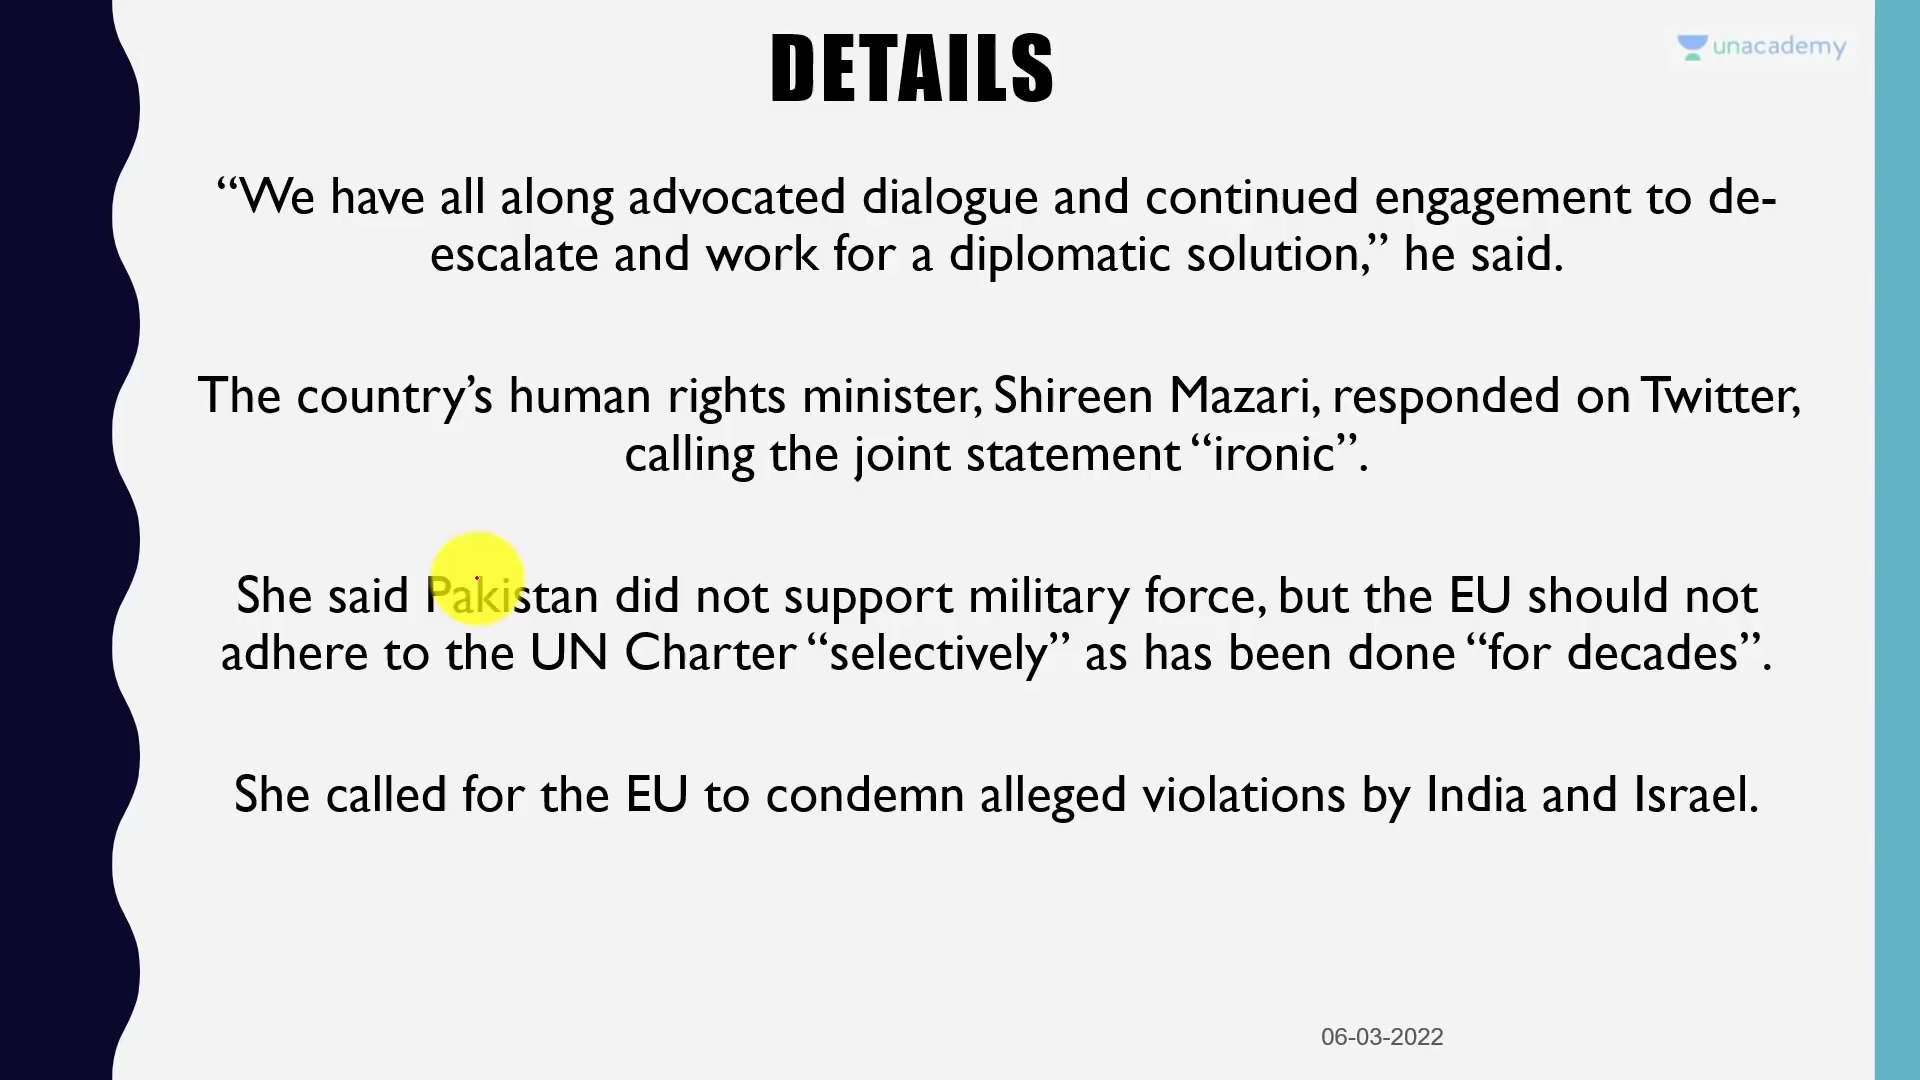 DETAILS
unacademy
“We have all along advocated dialogue and continued engagement to de-
escalate and work for a diplomatic solution,” he said.
The country’s human rights minister, Shireen Mazari, responded on Twitter,
calling the joint statement “ironic”.
She said Pakistan did not support military force, but the EU should not
adhere to the UN Charter “selectively” as has been done “for decades”.
She called for the EU to condemn alleged violations by India and Israel.
06-03-2022